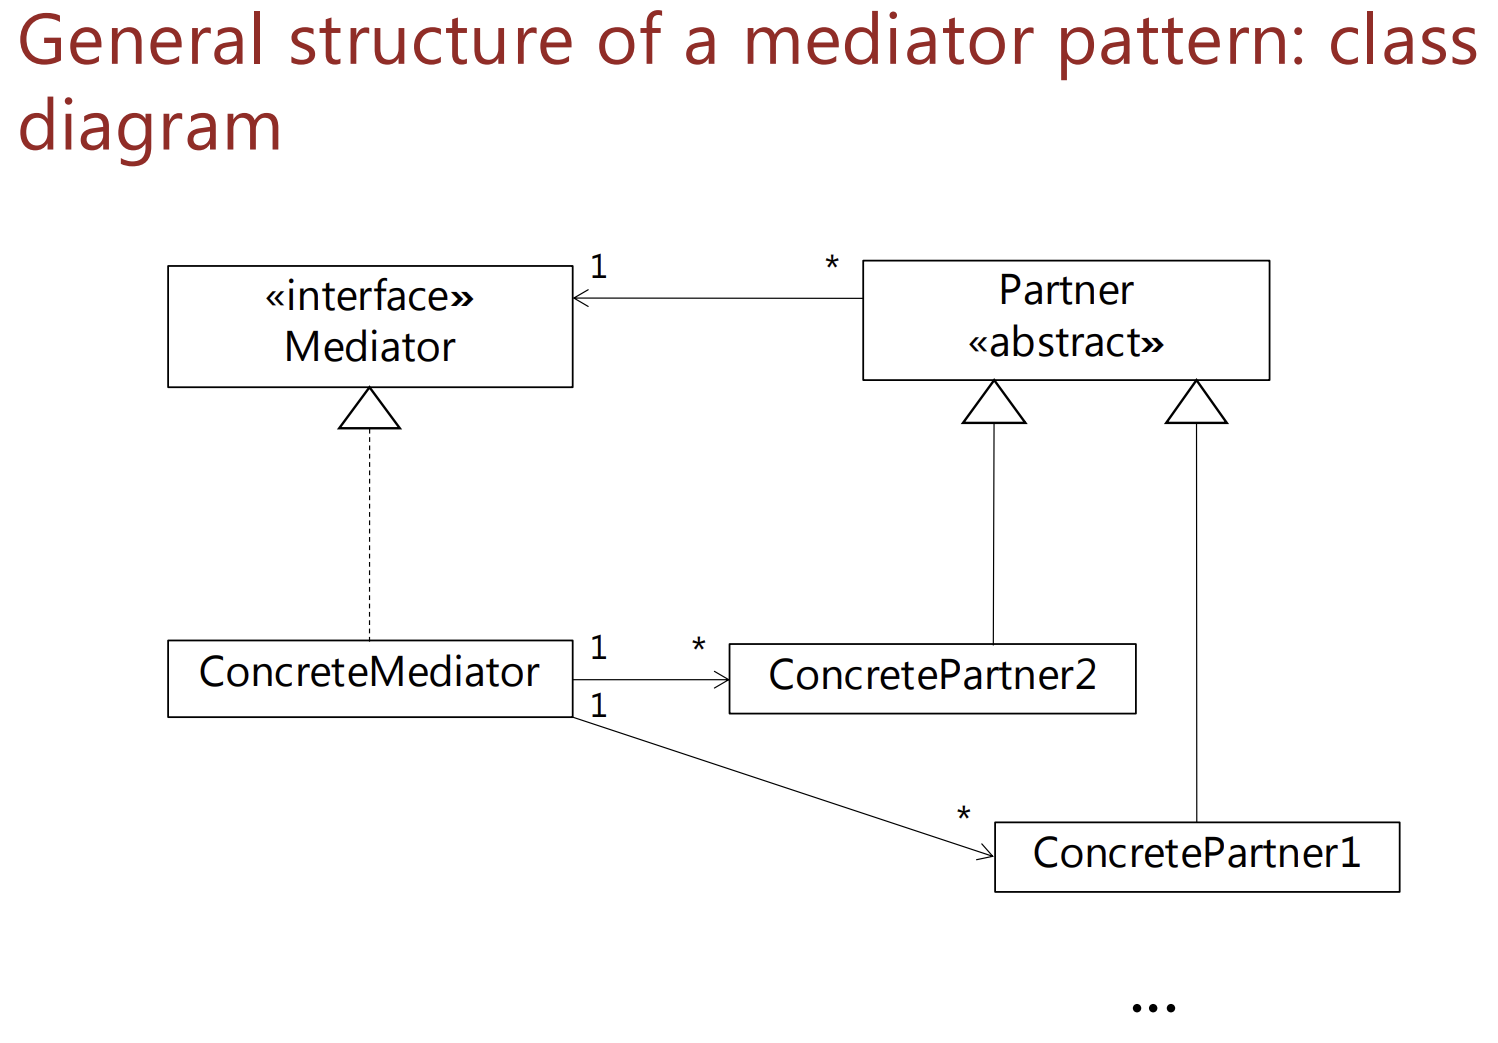 General structure of a mediator pattern: class
diagram
1
*
«interface»
Mediator
Partner
«abstract»
1
*
ConcreteMediator
ConcretePartner2
1
*
ConcretePartner1
...